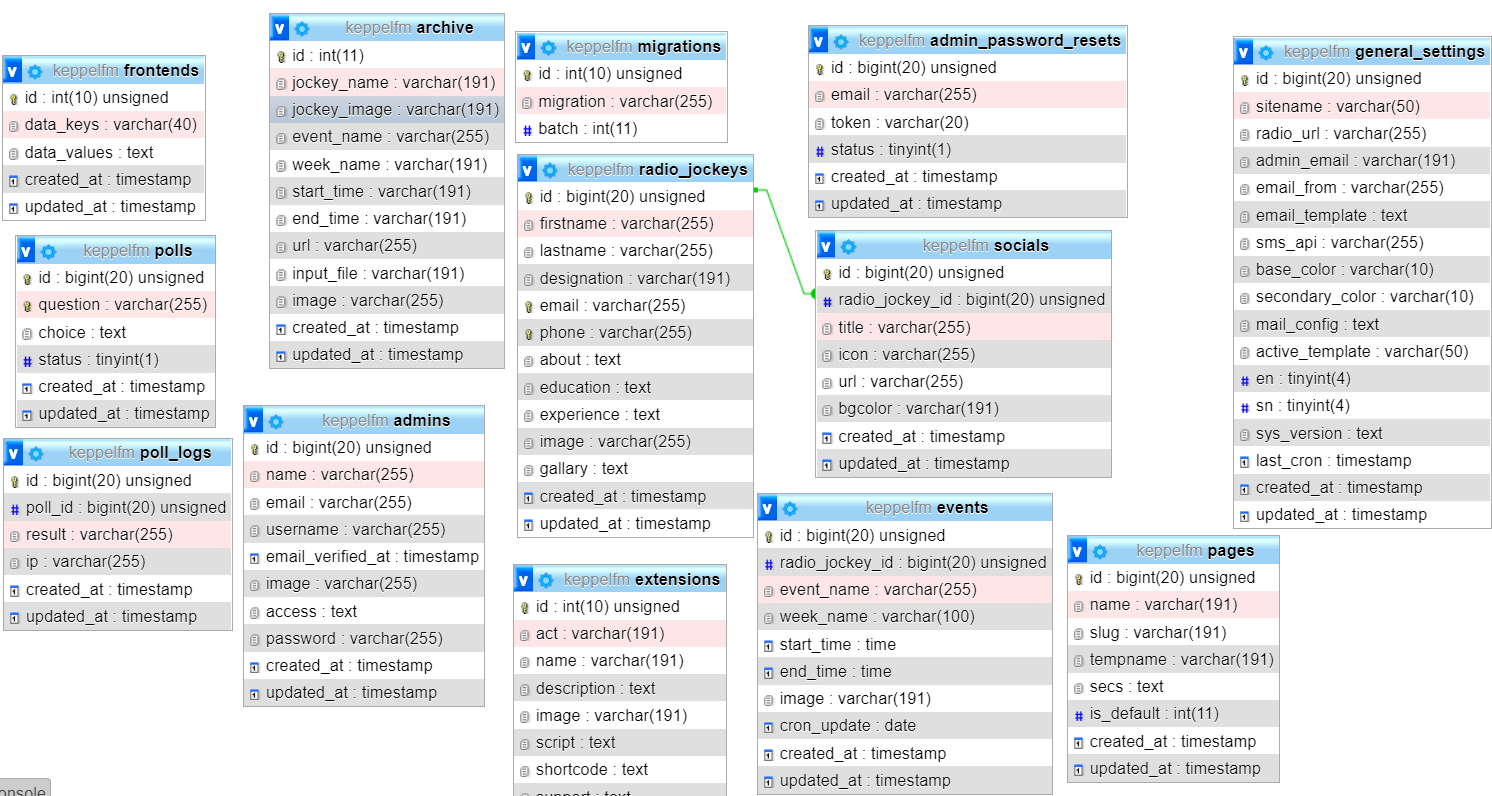 keppelfm frontends
id : int(10) unsigned
data_keys : varchar(40)
data_values : text
created_at : timestamp
updated_at : timestamp
keppelfm polls
id : bigint(20) unsigned
question : varchar(255)
choice : text
status : tinyint(1)
created_at : timestamp
updated_at : timestamp
keppelfm poll_logs
id : bigint(20) unsigned
poll_id : bigint(20) unsigned
result : varchar(255)
ip : varchar(255)
created_at : timestamp
updated_at : timestamp
keppelfm archive
id : int(11)
jockey_name : varchar(191)
jockey_image : varchar(191)
event_name : varchar(255)
week_name : varchar(191)
start_time : varchar(191)
end_time : varchar(191)
url : varchar(255)
input_file : varchar(191)
image : varchar(255)
created_at : timestamp
updated_at : timestamp
keppelfm admins
id : bigint(20) unsigned
name : varchar(255)
email : varchar(255)
username : varchar(255)
email_verified_at : timestamp
image : varchar(255)
access : text
password : varchar(255)
created_at : timestamp
updated_at : timestamp
keppelfm migrations
id : int(10) unsigned
migration : varchar(255)
batch : int(11)
keppelfm radio_jockeys
id : bigint(20) unsigned
firstname : varchar(255)
lastname : varchar(255)
designation : varchar(191)
email : varchar(255)
phone : varchar(255)
about : text
education : text
experience : text
image : varchar(255)
gallary : text
created_at : timestamp
updated_at : timestamp
keppelfm extensions
id : int(10) unsigned
act : varchar(191)
name : varchar(191)
description : text
image : varchar(191)
script : text
shortcode : text
support : text
keppelfm admin_password_resets
id : bigint(20) unsigned
email : varchar(255)
token : varchar(20)
status : tinyint(1)
created_at : timestamp
updated_at : timestamp
keppelfm socials
id : bigint(20) unsigned
radio_jockey_id : bigint(20) unsigned
title : varchar(255)
icon : varchar(255)
url : varchar(255)
bgcolor : varchar(191)
created_at : timestamp
updated_at : timestamp
keppelfm events
id : bigint(20) unsigned
radio_jockey_id : bigint(20) unsigned
event_name : varchar(255)
week_name : varchar(100)
start_time : time
end_time : time
image : varchar(191)
cron_update : date
created_at : timestamp
updated_at : timestamp
keppelfm general_settings
id : bigint(20) unsigned
sitename : varchar(50)
radio_url : varchar(255)
admin_email : varchar(191)
email_from : varchar(255)
email_template : text
sms_api : varchar(255)
base_color : varchar(10)
secondary_color : varchar(10)
mail_config : text
active_template : varchar(50)
en : tinyint(4)
sn : tinyint(4)
sys_version : text
last_cron : timestamp
created_at : timestamp
updated_at : timestamp
keppelfm pages
id : bigint(20) unsigned
name : varchar(191)
slug : varchar(191)
tempname : varchar(191)
secs : text
is_default : int(11)
created_at : timestamp
updated_at : timestamp
onsole